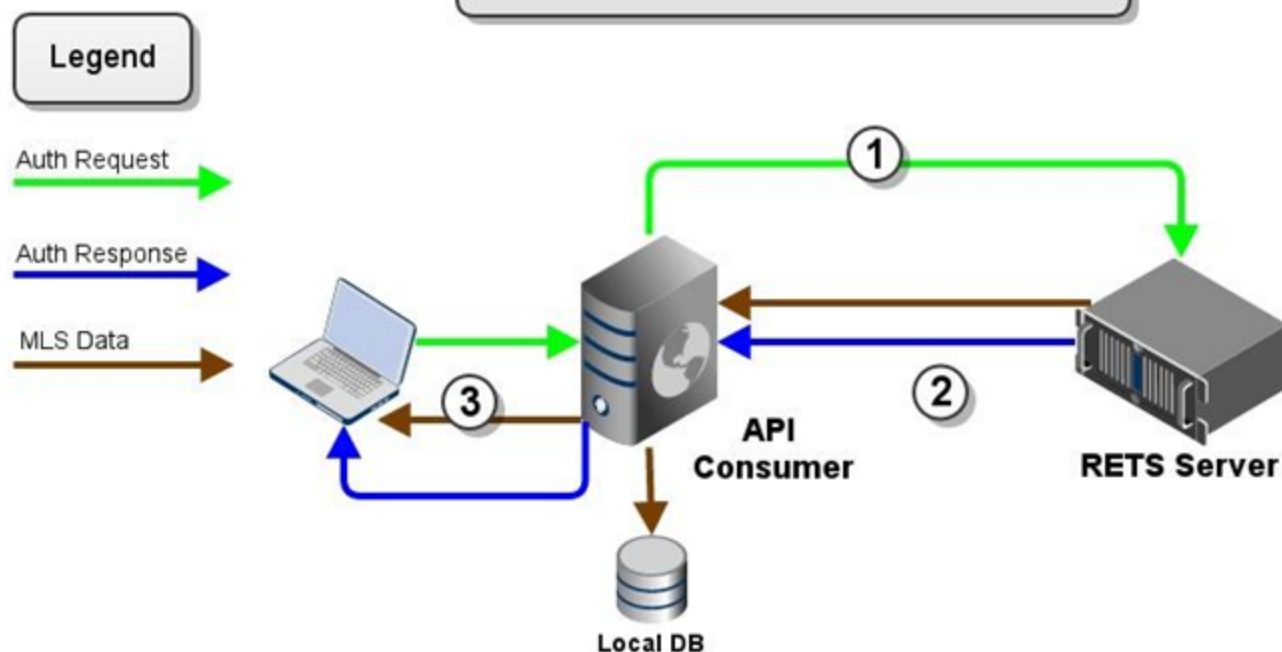 Legend
Auth Request
Auth Response
MLS Data
1
2
3
API
Consumer
RETS Server
Local DB